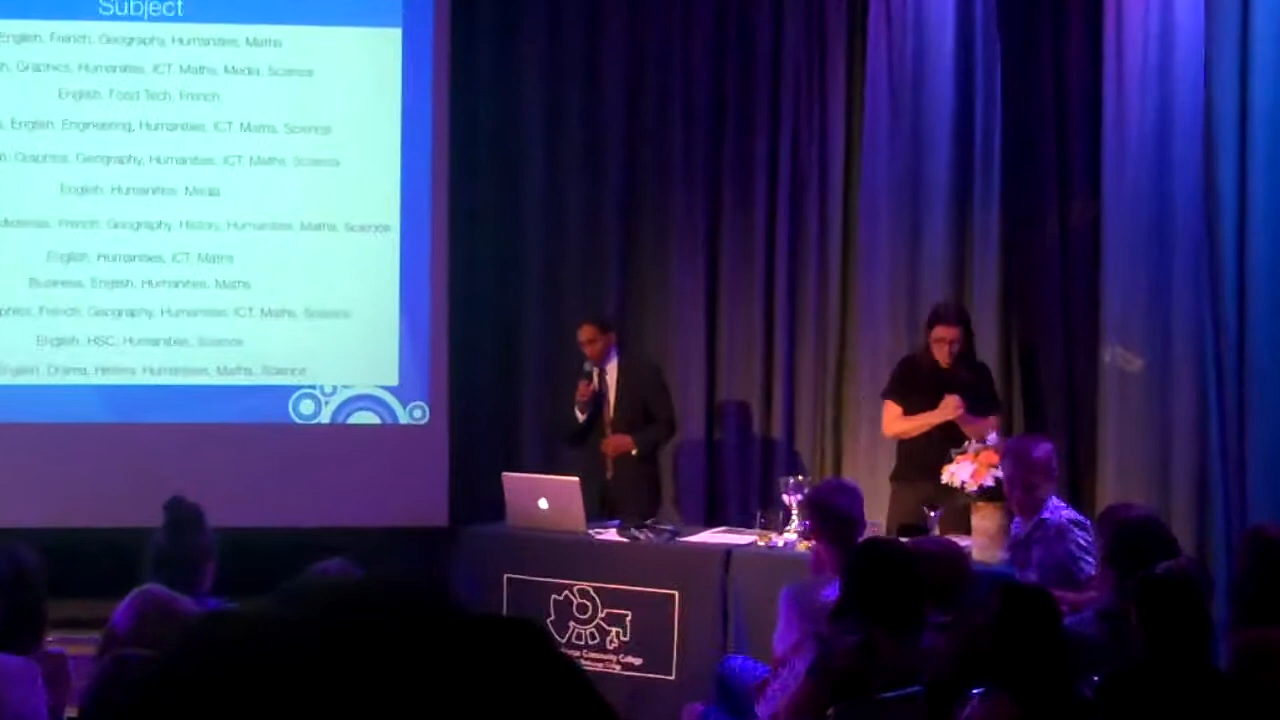 Subject
English, French, Geography, Humanities, Maths
Graphics, Humanities, ICT, Maths, Media, Science
English, Food Tech, French
English, Engineering, Humanities, ICT, Maths, Science
Graphics, Geography, Humanities, ICT, Maths, Science
English, Humanities, Media
French, Geography, History, Humanities, Maths, Science
English, Humanities, ICT, Maths
Business, English, Humanities, Maths
French, Geography, Humanities, ICT, Maths, Science
English, HSC, Humanities, Science
English, Drama, History, Humanities, Maths, Science
Community College